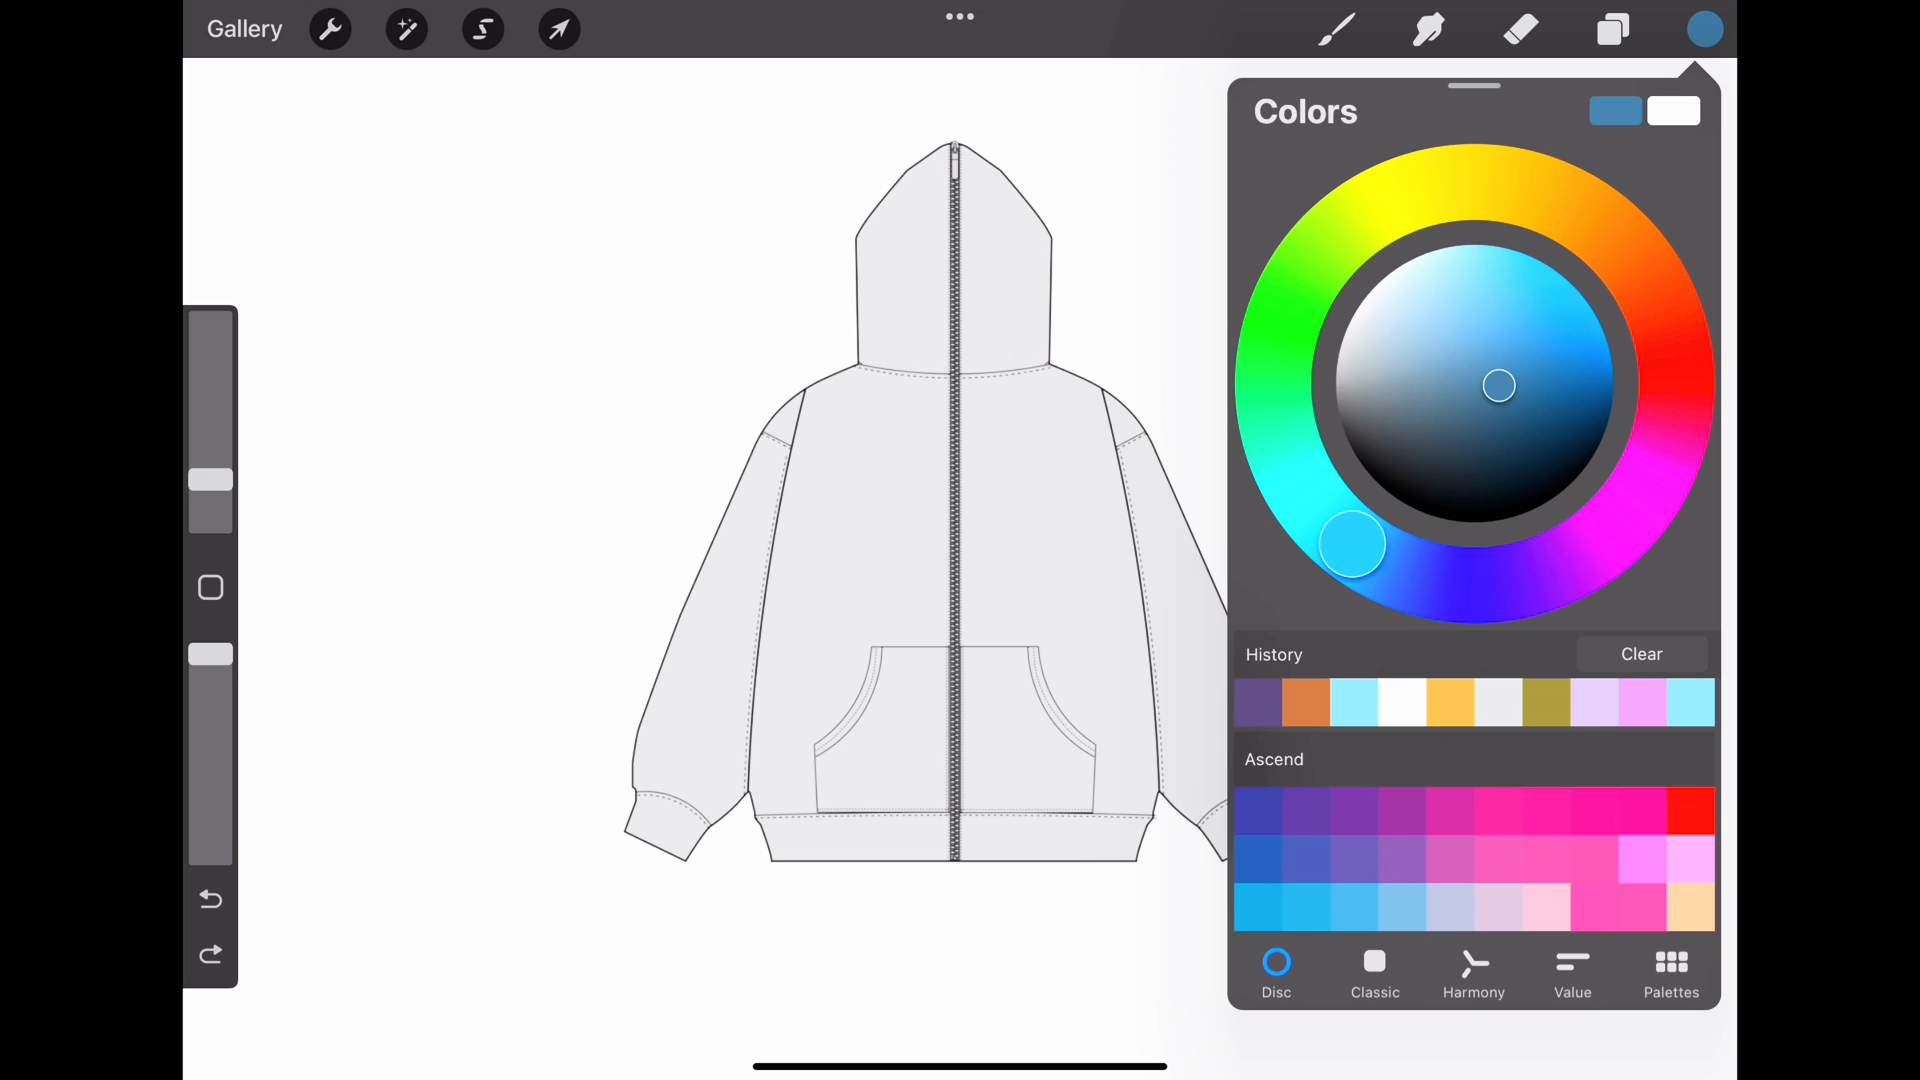 Gallery
Colors
History
Clear
Ascend
Disc
Classic
Harmony
Value
Palettes